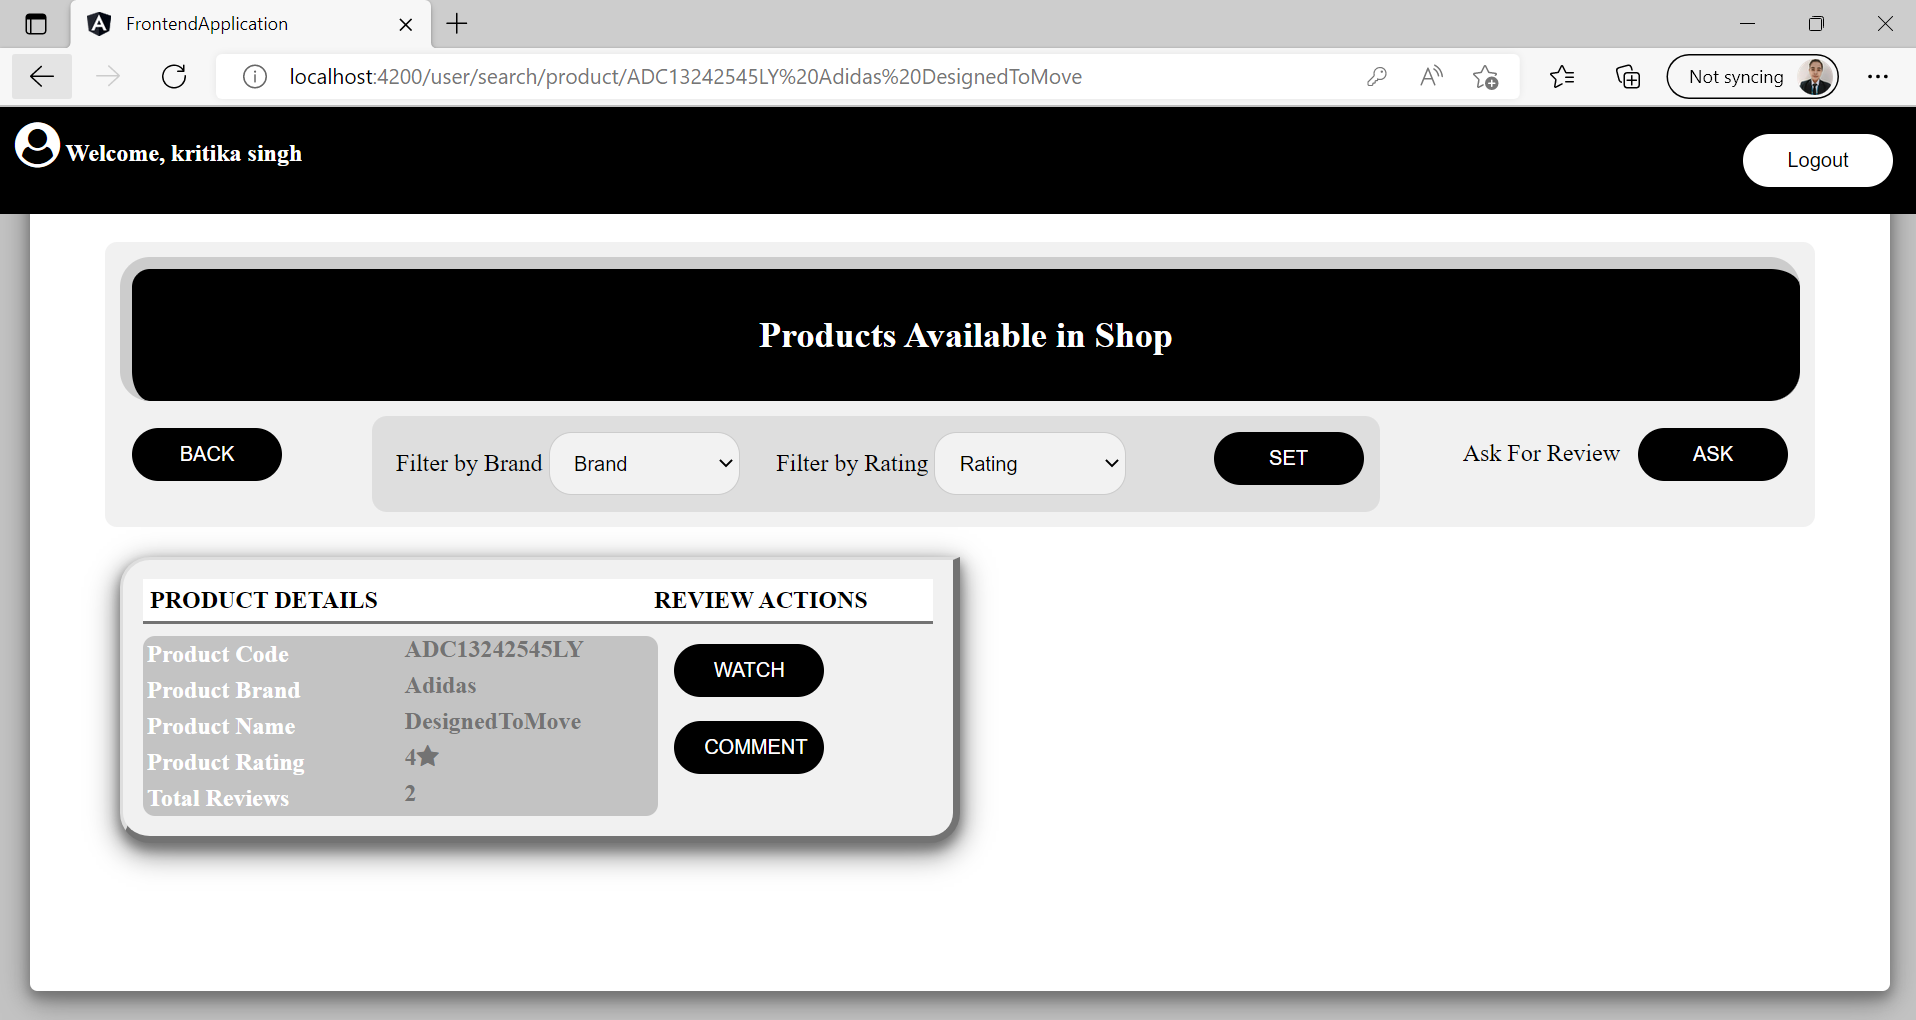 FrontendApplication
localhost:4200/user/search/product/ADC13242545LY%20Adidas%20DesignedToMove
Not syncing
Welcome, kritika singh
Logout
Products Available in Shop
BACK
Filter by Brand Brand Filter by Rating Rating SET
Ask For Review ASK
PRODUCT DETAILS REVIEW ACTIONS
Product Code ADC13242545LY
Product Brand Adidas
Product Name DesignedToMove
Product Rating 4★
Total Reviews 2
WATCH
COMMENT